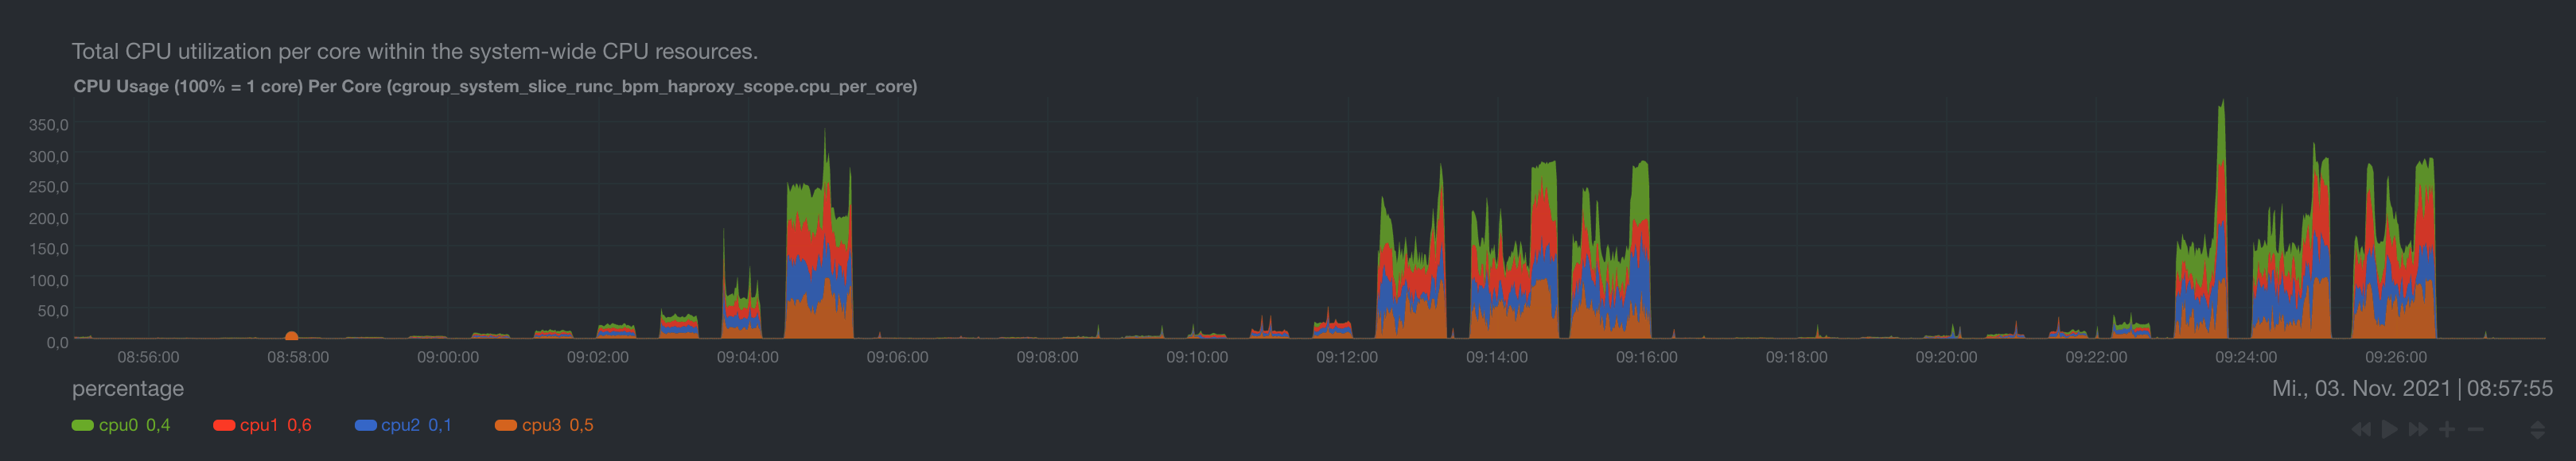 Total CPU utilization per core within the system-wide CPU resources.
CPU Usage (100% = 1 core) Per Core (cgroup_system_slice_runc_bpm_haproxy_scope.cpu_per_core)
350,0
300,0
250,0
200,0
150,0
100,0
50,0
0,0
08:56:00 08:58:00 09:00:00 09:02:00 09:04:00 09:06:00 09:08:00 09:10:00 09:12:00 09:14:00 09:16:00 09:18:00 09:20:00 09:22:00 09:24:00 09:26:00
percentage Mi., 03. Nov. 2021 | 08:57:55
cpu0 0,4 cpu1 0,6 cpu2 0,1 cpu3 0,5